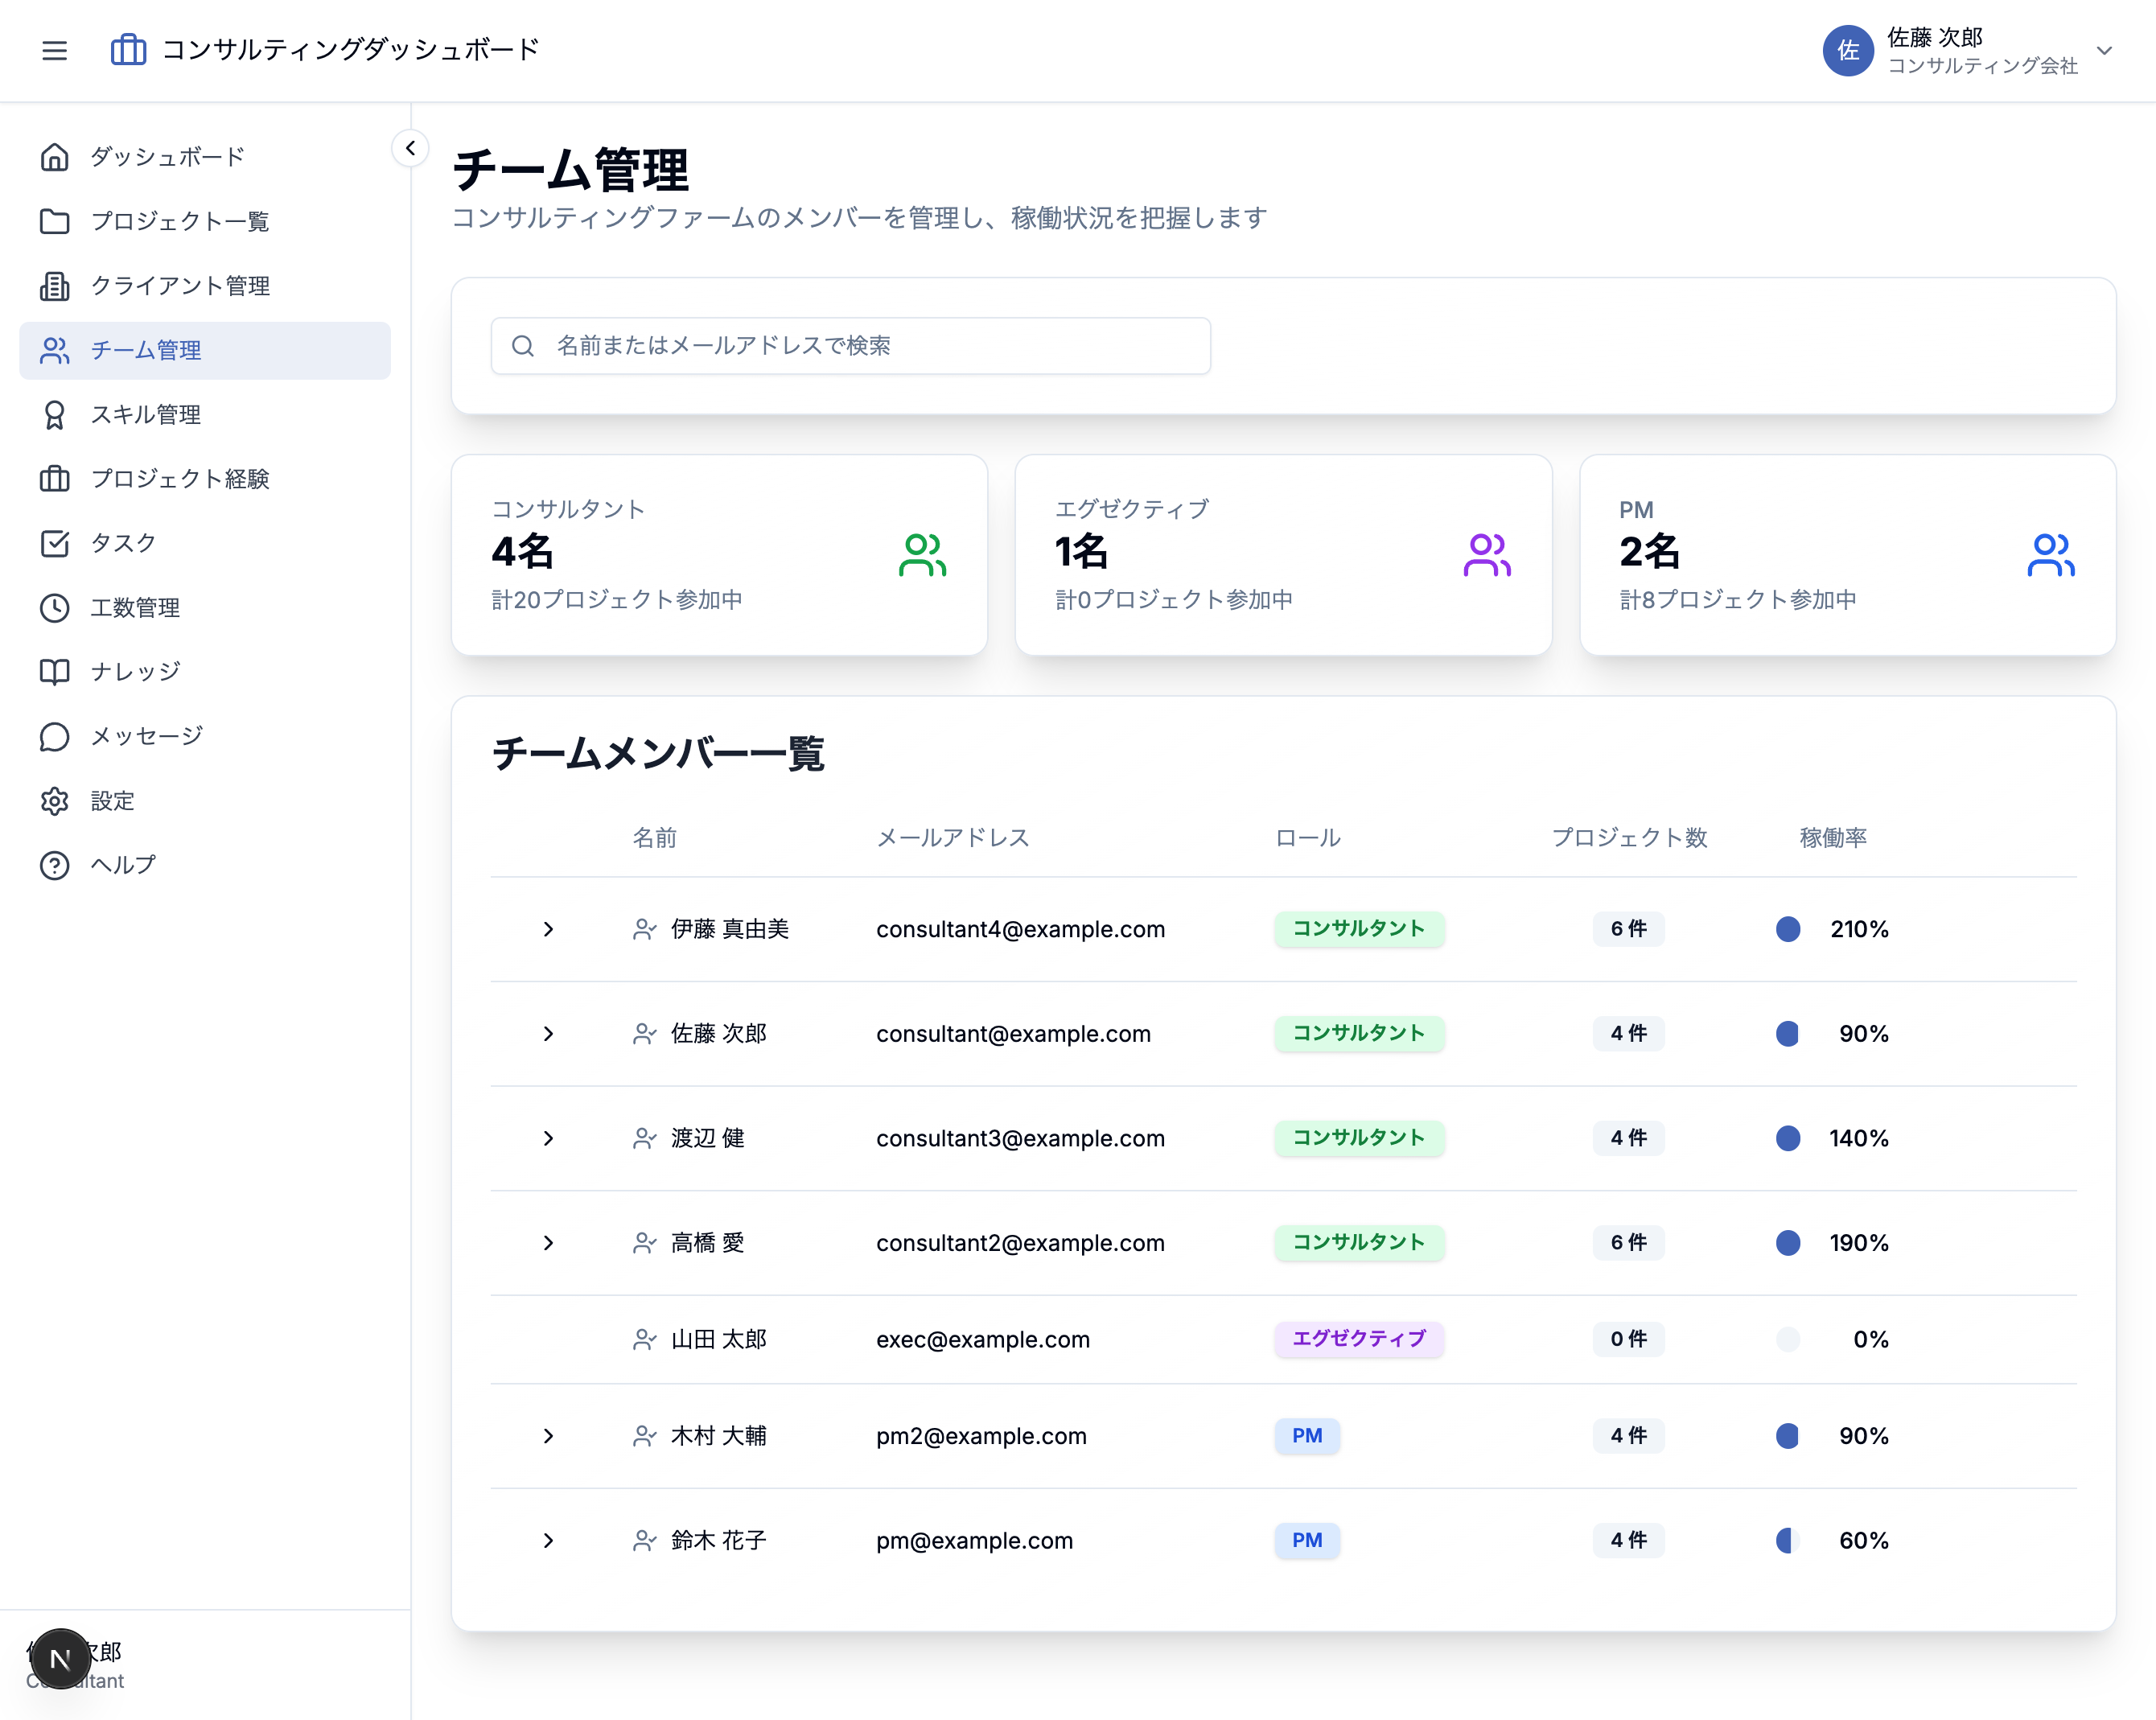 コンサルティングダッシュボード
佐
佐藤 次郎
コンサルティング会社
ダッシュボード
プロジェクト一覧
クライアント管理
チーム管理
スキル管理
プロジェクト経験
タスク
工数管理
ナレッジ
メッセージ
設定
ヘルプ
次郎
N
チーム管理
コンサルティングファームのメンバーを管理し、稼働状況を把握します
名前またはメールアドレスで検索
コンサルタント
4名
計20プロジェクト参加中
エグゼクティブ
1名
計0プロジェクト参加中
PM
2名
計8プロジェクト参加中
チームメンバー一覧
名前 メールアドレス ロール プロジェクト数 稼働率
伊藤 真由美 consultant4@example.com コンサルタント 6 件 210%
佐藤 次郎 consultant@example.com コンサルタント 4 件 90%
渡辺 健 consultant3@example.com コンサルタント 4 件 140%
高橋 愛 consultant2@example.com コンサルタント 6 件 190%
山田 太郎 exec@example.com エグゼクティブ 0 件 0%
木村 大輔 pm2@example.com PM 4 件 90%
鈴木 花子 pm@example.com PM 4 件 60%